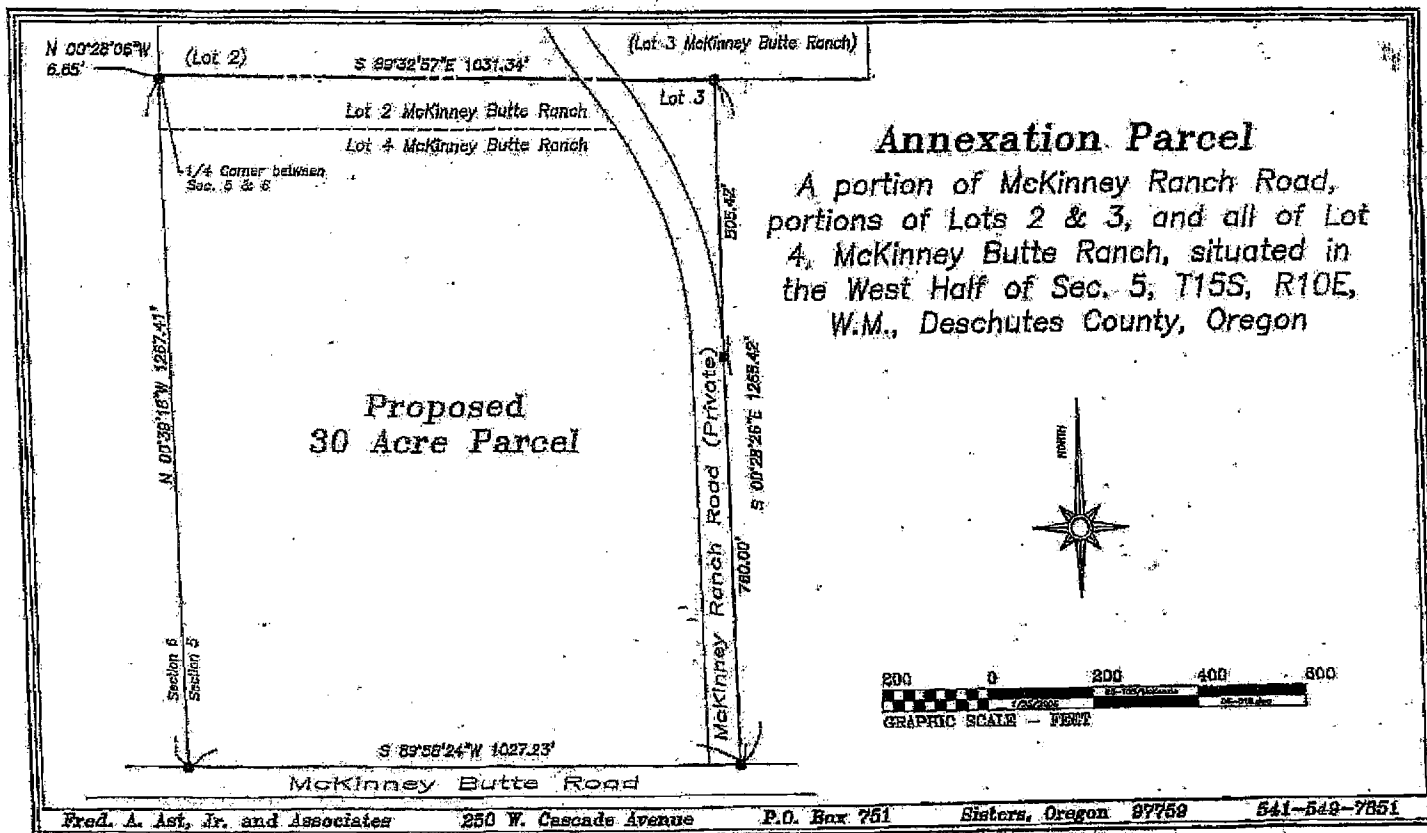 N 00°28'06"W
6.65'
(Lot 2)
S 89°32'57"E 1031.34'
(Lot 3 McKinney Butte Ranch)
Lot 3
Lot 2 McKinney Butte Ranch
Lot 4 McKinney Butte Ranch
1/4 Corner between
Sec. 5 & 6
Annexation Parcel
A portion of McKinney Ranch Road,
portions of Lots 2 & 3, and all of Lot
4, McKinney Butte Ranch, situated in
the West Half of Sec. 5, T15S, R10E,
W.M., Deschutes County, Oregon
505.42'
N 00°39'16"W 1267.41'
Proposed
30 Acre Parcel
McKinney Ranch Road (Private)
S 00°28'26"E 1265.42'
760.00'
NORTH
Section 6
Section 5
200 0 200 400 600
GRAPHIC SCALE - FEET
S 89°58'24"W 1027.23'
McKinney Butte Road
Fred. A. Ast, Jr. and Associates 250 W. Cascade Avenue P.O. Box 751 Sisters, Oregon 97759 541-549-7851